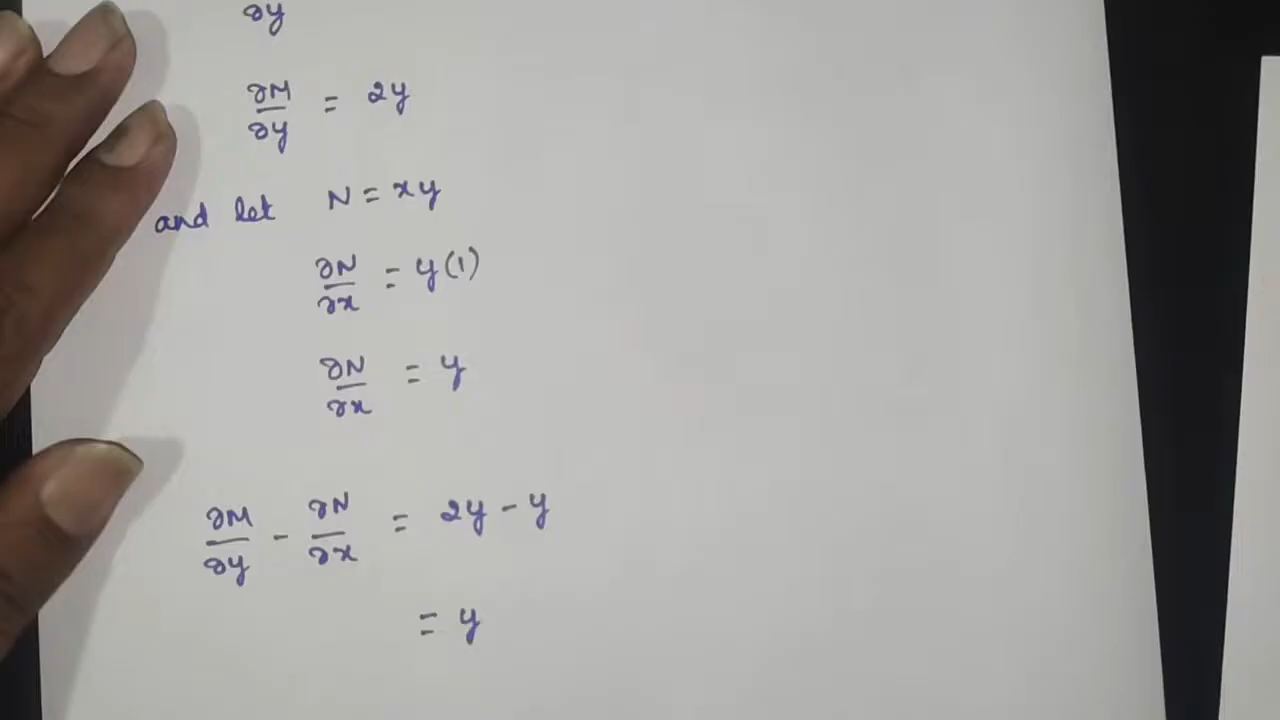 ∂y
∂M/∂y = 2y
and let N = xy
∂N/∂x = y(1)
∂N/∂x = y
∂M/∂y - ∂N/∂x = 2y - y
= y